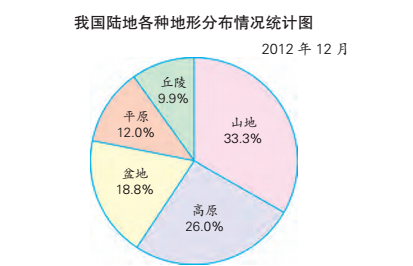 我国陆地各种地形分布情况统计图
2012 年 12 月
丘陵
9.9%
山地
33.3%
平原
12.0%
盆地
18.8%
高原
26.0%